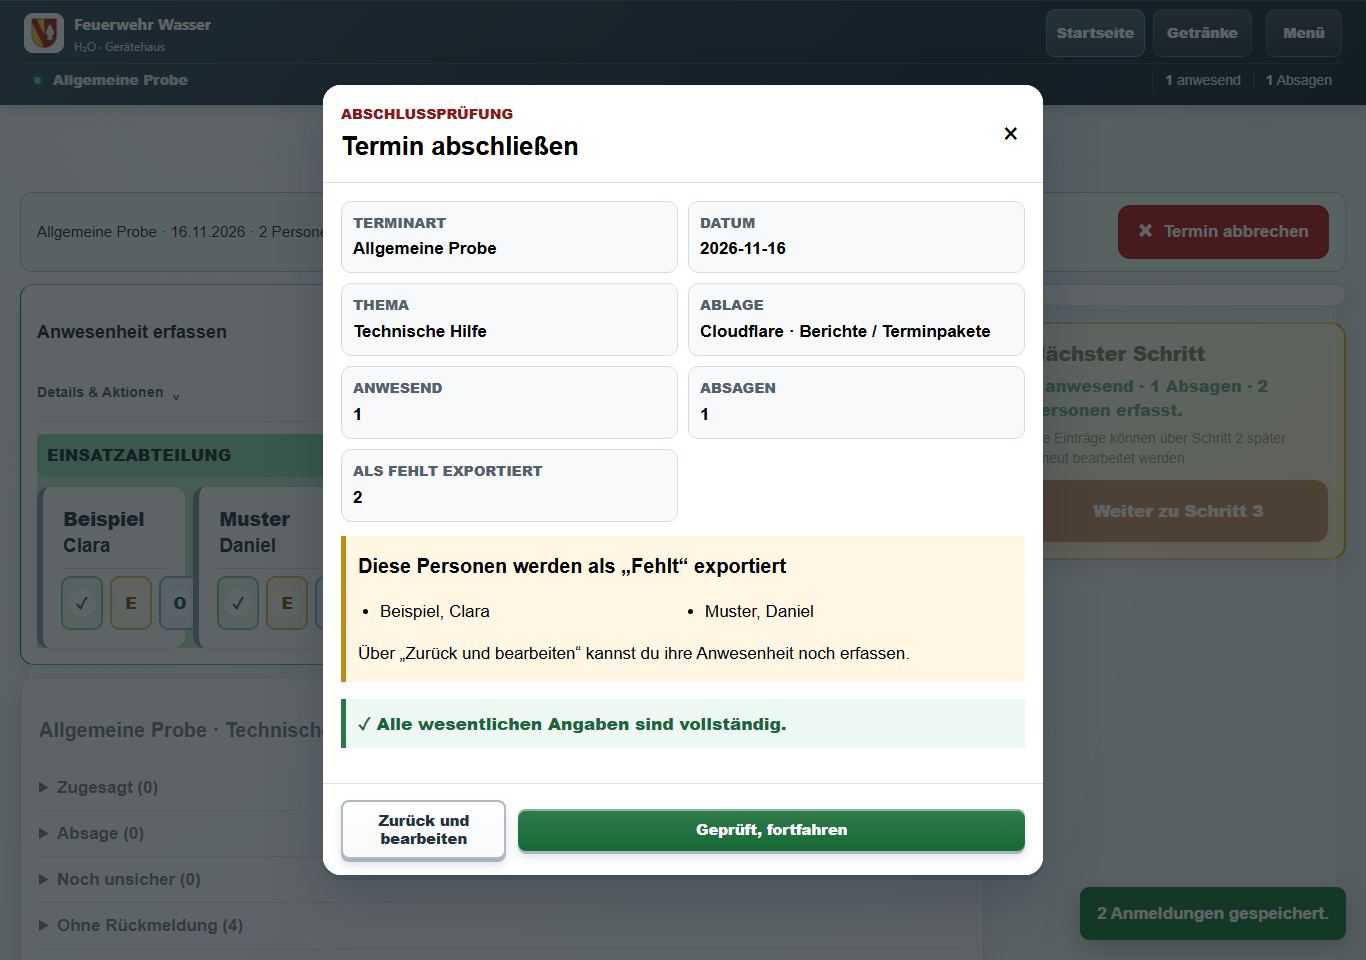 Feuerwehr Wasser
H₂O - Gerätehaus
Startseite
Getränke
Menü
Allgemeine Probe
1 anwesend
1 Absagen
ABSCHLUSSPRÜFUNG
Termin abschließen
×
TERMINART
Allgemeine Probe
DATUM
2026-11-16
THEMA
Technische Hilfe
ABLAGE
Cloudflare · Berichte / Terminpakete
ANWESEND
1
ABSAGEN
1
ALS FEHLT EXPORTIERT
2
Diese Personen werden als „Fehlt“ exportiert
• Beispiel, Clara
• Muster, Daniel
Über „Zurück und bearbeiten“ kannst du ihre Anwesenheit noch erfassen.
✓ Alle wesentlichen Angaben sind vollständig.
Zurück und
bearbeiten
Geprüft, fortfahren
Allgemeine Probe · 16.11.2026 · 2
✖ Termin abbrechen
Anwesenheit erfassen
Details & Aktionen
EINSATZABTEILUNG
Beispiel
Clara
✓ E O
Muster
Daniel
✓ E
Schritt
anwesend · 1 Absagen · 2
erfasst.
Einträge können über Schritt 2 später
bearbeitet werden.
Weiter zu Schritt 3
Allgemeine Probe ·
Zugesagt (0)
Absage (0)
Noch unsicher (0)
Ohne Rückmeldung (4)
2 Anmeldungen gespeichert.